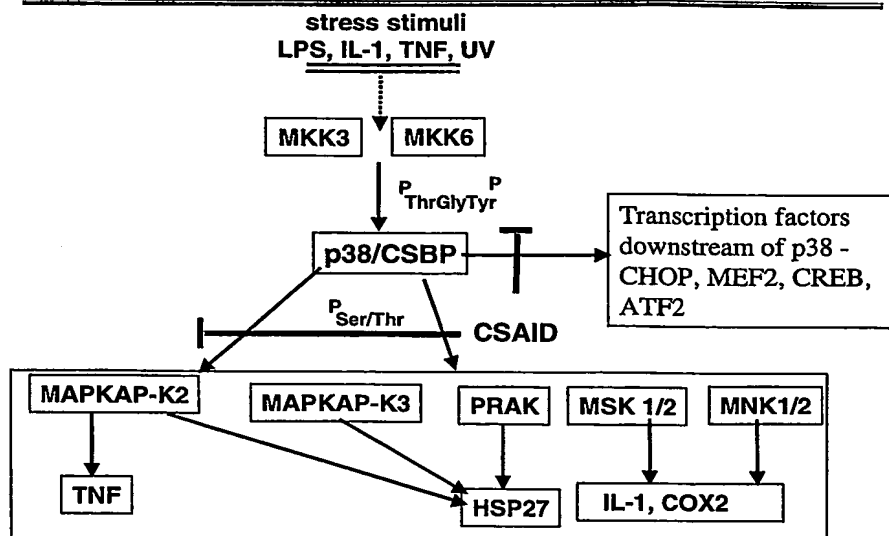 stress stimuli
LPS, IL-1, TNF, UV
MKK3
MKK6
P
ThrGlyTyr
P
p38/CSBP
Transcription factors
downstream of p38 -
CHOP, MEF2, CREB,
ATF2
P
Ser/Thr
CSAID
MAPKAP-K2
MAPKAP-K3
PRAK
MSK 1/2
MNK1/2
TNF
HSP27
IL-1, COX2